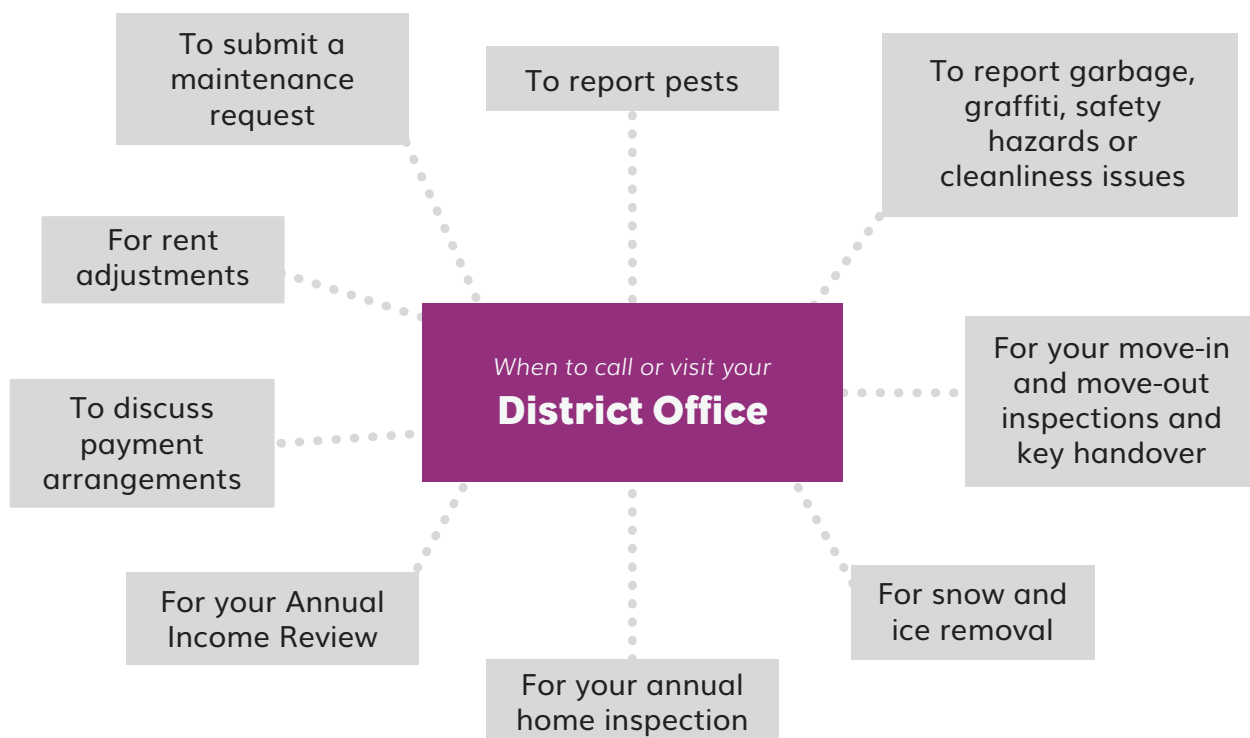 To submit a
maintenance
request
To report pests
To report garbage,
graffiti, safety
hazards or
cleanliness issues
For rent
adjustments
When to call or visit your
District Office
For your move-in
and move-out
inspections and
key handover
To discuss
payment
arrangements
For your Annual
Income Review
For your annual
home inspection
For snow and
ice removal